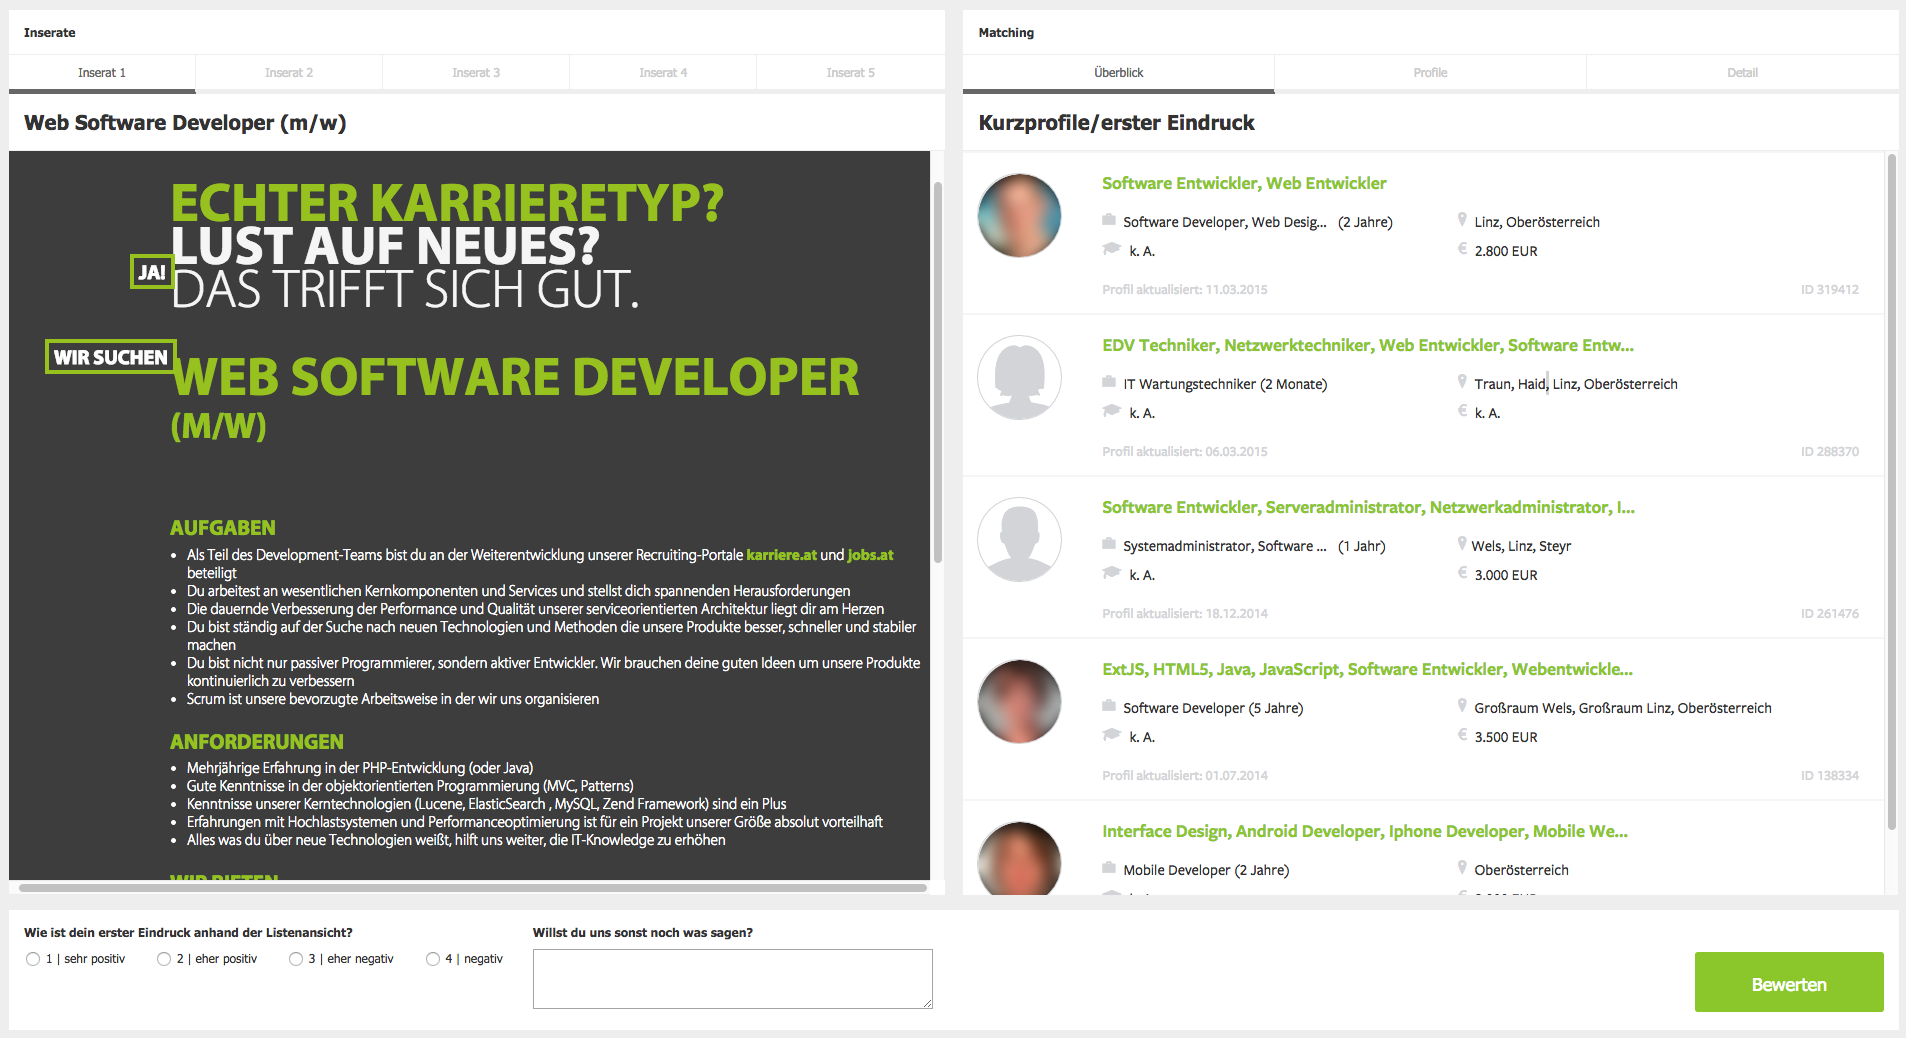 Inserate
Inserat 1
Inserat 2
Inserat 3
Inserat 4
Inserat 5
Web Software Developer (m/w)
ECHTER KARRIERETYP?
LUST AUF NEUES?
JA!
DAS TRIFFT SICH GUT.
WIR SUCHEN
WEB SOFTWARE DEVELOPER
(M/W)
AUFGABEN
• Als Teil des Development-Teams bist du an der Weiterentwicklung unserer Recruiting-Portale karriere.at und jobs.at
beteiligt
• Du arbeitest an wesentlichen Kernkomponenten und Services und stellst dich spannenden Herausforderungen
• Die dauernde Verbesserung der Performance und Qualität unserer serviceorientierten Architektur liegt dir am Herzen
• Du bist ständig auf der Suche nach neuen Technologien und Methoden die unsere Produkte besser, schneller und stabiler
machen
• Du bist nicht nur passiver Programmierer, sondern aktiver Entwickler. Wir brauchen deine guten Ideen um unsere Produkte
kontinuierlich zu verbessern
• Scrum ist unsere bevorzugte Arbeitsweise in der wir uns organisieren
ANFORDERUNGEN
• Mehrjährige Erfahrung in der PHP-Entwicklung (oder Java)
• Gute Kenntnisse in der objektorientierten Programmierung (MVC, Patterns)
• Kenntnisse unserer Kerntechnologien (Lucene, ElasticSearch , MySQL, Zend Framework) sind ein Plus
• Erfahrungen mit Hochlastsystemen und Performanceoptimierung ist für ein Projekt unserer Größe absolut vorteilhaft
• Alles was du über neue Technologien weißt, hilft uns weiter, die IT-Knowledge zu erhöhen
WIR BIETEN
Matching
Überblick
Profile
Detail
Kurzprofile/erster Eindruck
Software Entwickler, Web Entwickler
Software Developer, Web Desig... (2 Jahre)
Linz, Oberösterreich
k. A.
2.800 EUR
Profil aktualisiert: 11.03.2015
ID 319412
EDV Techniker, Netzwerktechniker, Web Entwickler, Software Entw...
IT Wartungstechniker (2 Monate)
Traun, Haid, Linz, Oberösterreich
k. A.
k. A.
Profil aktualisiert: 06.03.2015
ID 288370
Software Entwickler, Serveradministrator, Netzwerkadministrator, I...
Systemadministrator, Software ... (1 Jahr)
Wels, Linz, Steyr
k. A.
3.000 EUR
Profil aktualisiert: 18.12.2014
ID 261476
ExtJS, HTML5, Java, JavaScript, Software Entwickler, Webentwickle...
Software Developer (5 Jahre)
Großraum Wels, Großraum Linz, Oberösterreich
k. A.
3.500 EUR
Profil aktualisiert: 01.07.2014
ID 138334
Interface Design, Android Developer, Iphone Developer, Mobile We...
Mobile Developer (2 Jahre)
Oberösterreich
Wie ist dein erster Eindruck anhand der Listenansicht?
1 | sehr positiv
2 | eher positiv
3 | eher negativ
4 | negativ
Willst du uns sonst noch was sagen?
Bewerten